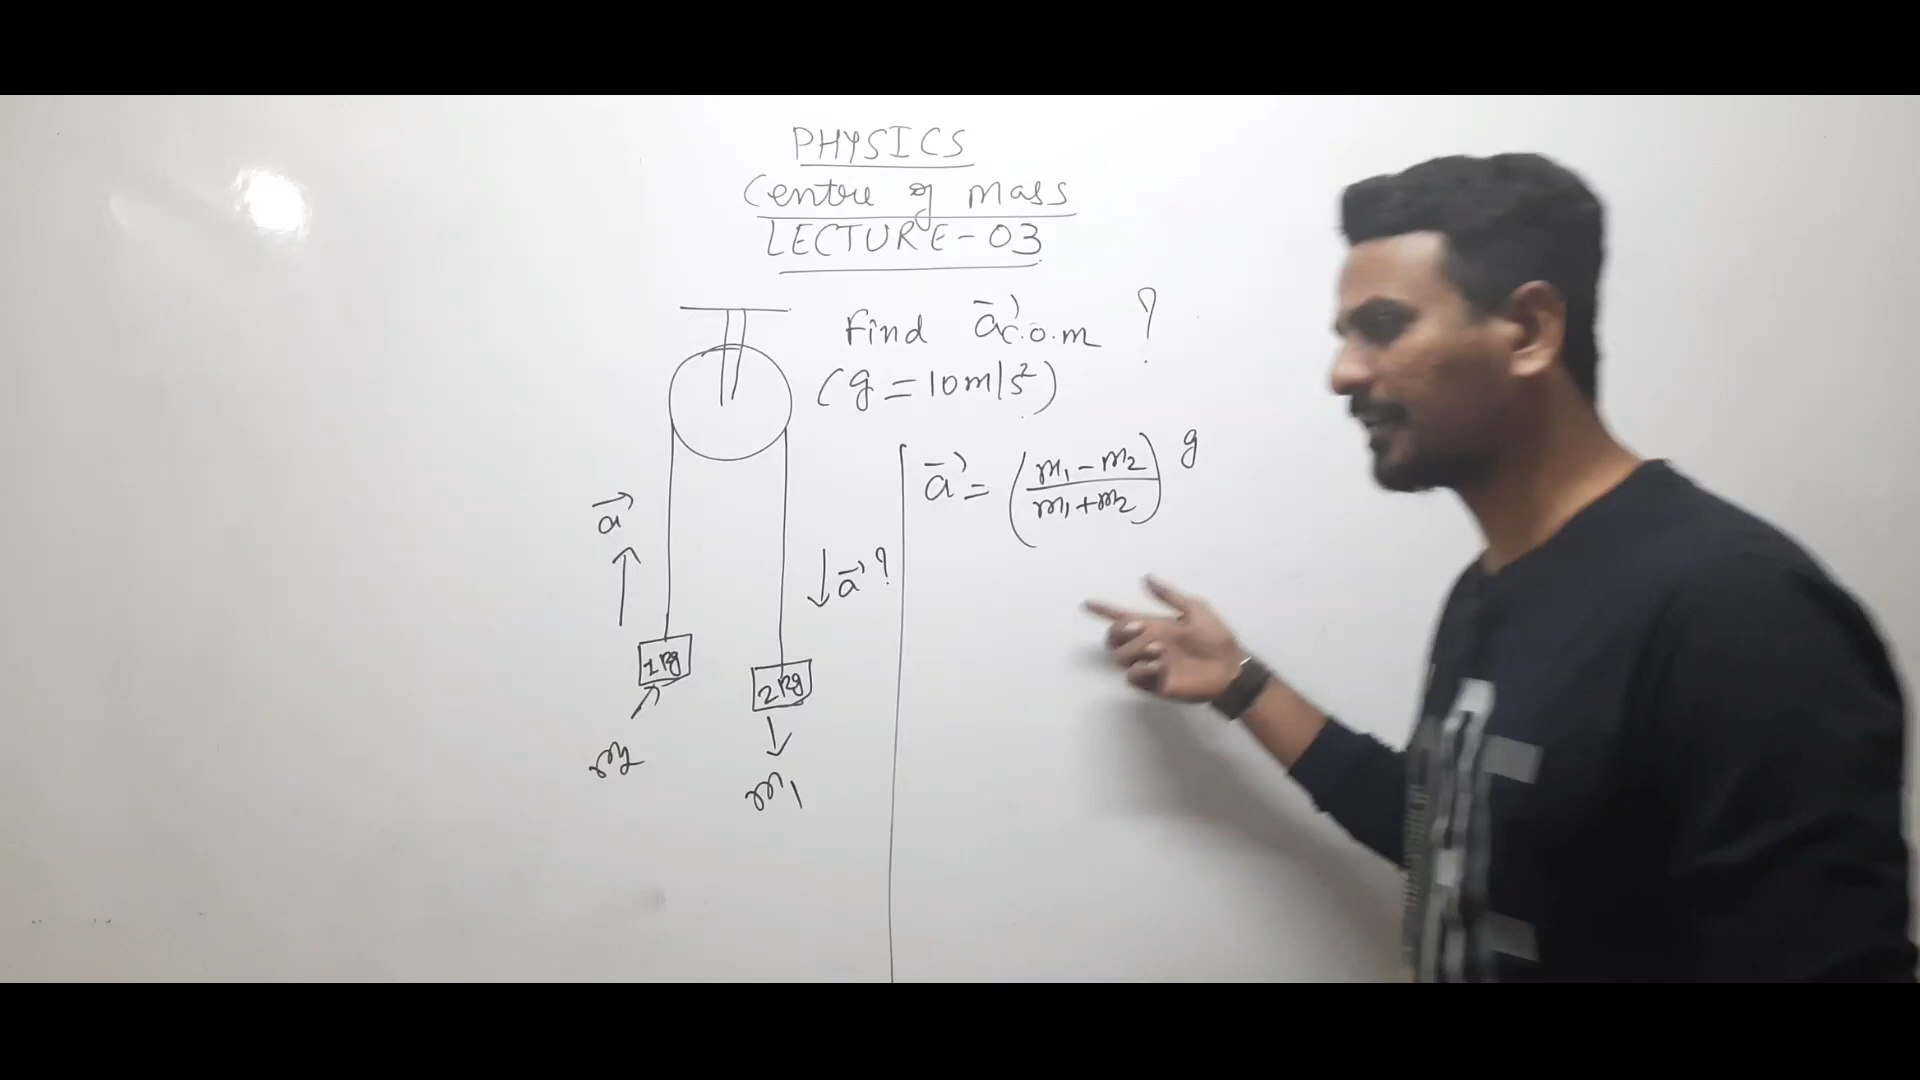 PHYSICS
Centre of Mass
LECTURE-03
Find a⃗ C.O.M ?
(g = 10m/s²)
a⃗ = (m₁ - m₂ / m₁ + m₂) g
a⃗
a⃗ ?
1kg
2kg
m₂
m₁